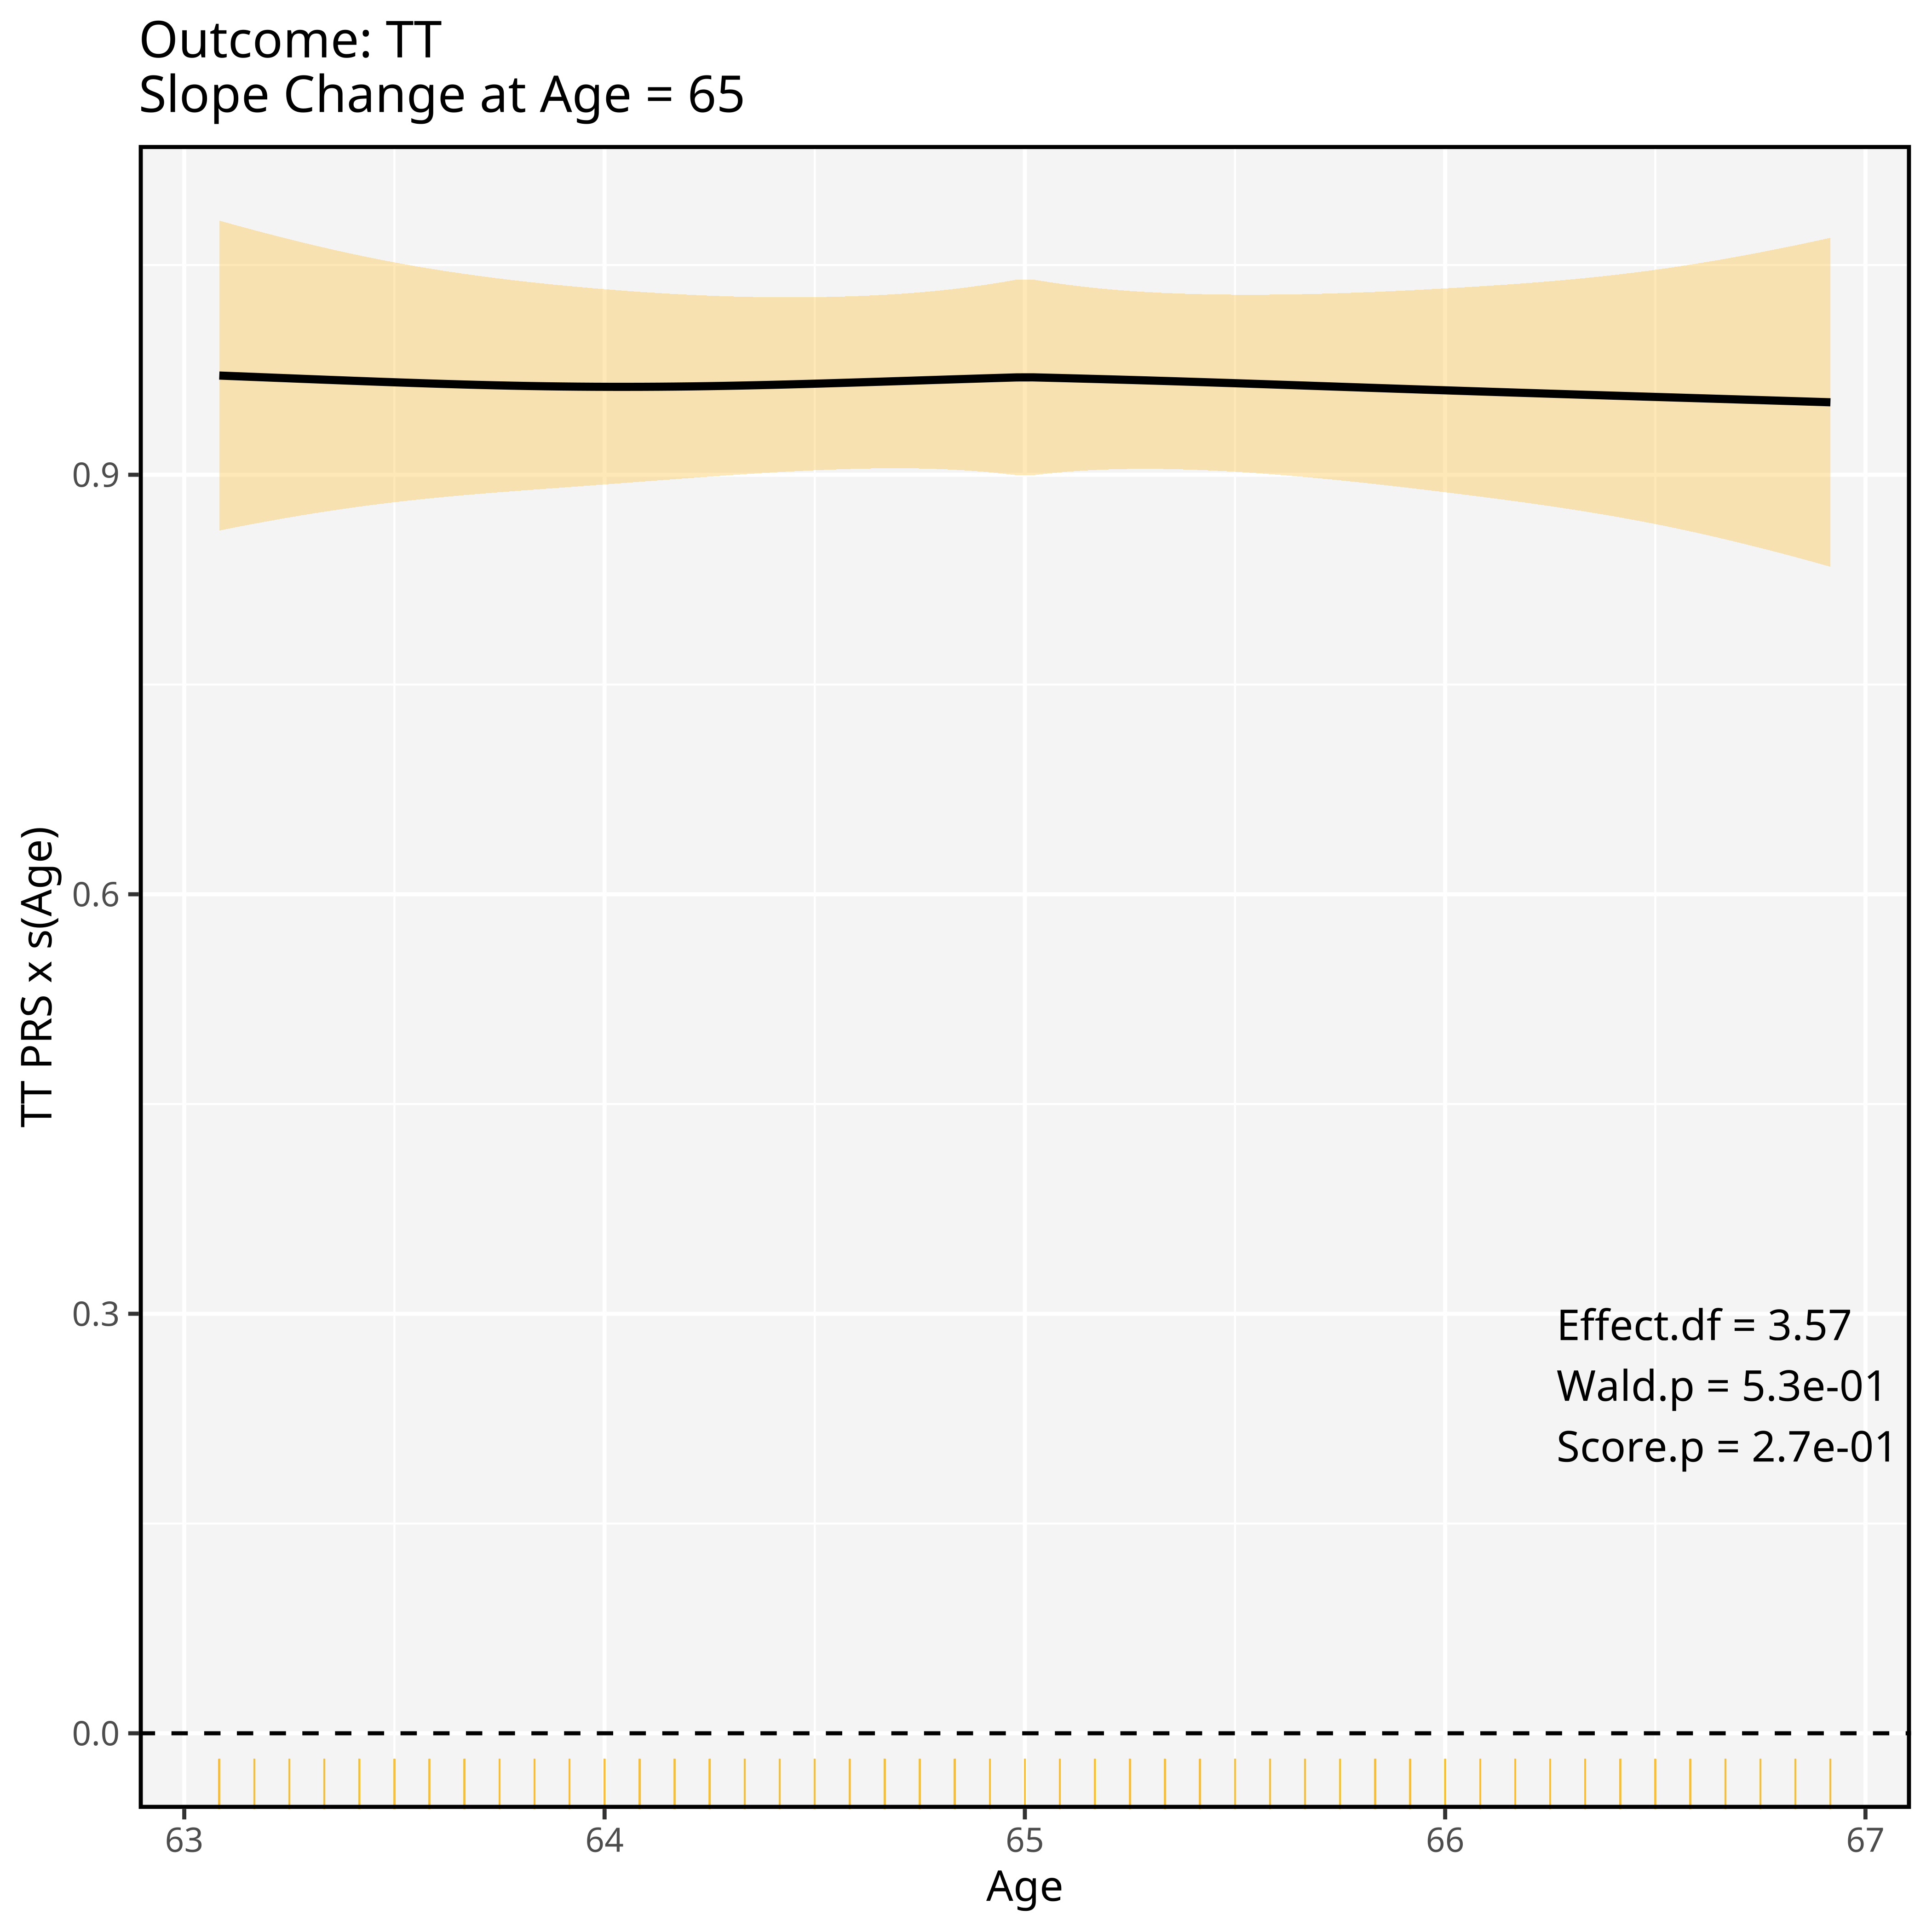 Outcome: TT
Slope Change at Age = 65
TT PRS x s(Age)
0.9
0.6
0.3
0.0
Effect.df = 3.57
Wald.p = 5.3e-01
Score.p = 2.7e-01
63
64
65
66
67
Age